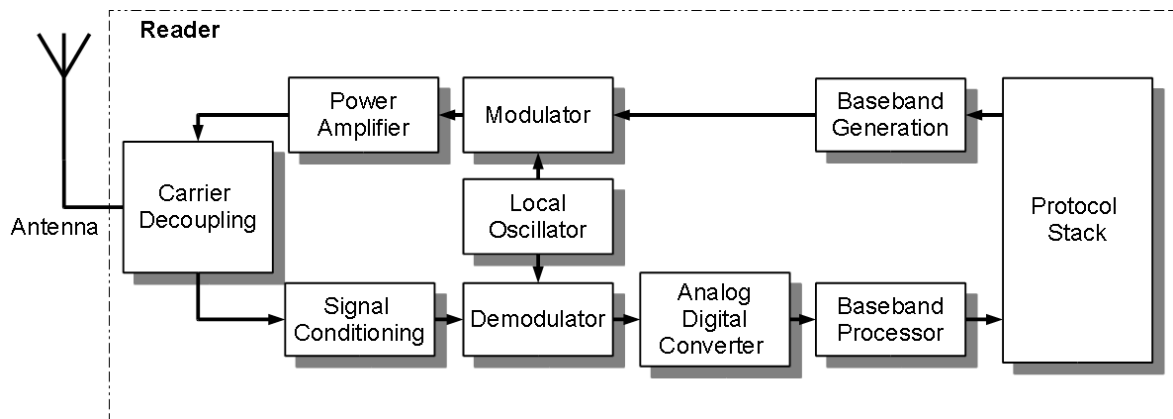 Reader
Power
Amplifier
Modulator
Baseband
Generation
Carrier
Decoupling
Local
Oscillator
Protocol
Stack
Antenna
Signal
Conditioning
Demodulator
Analog
Digital
Converter
Baseband
Processor